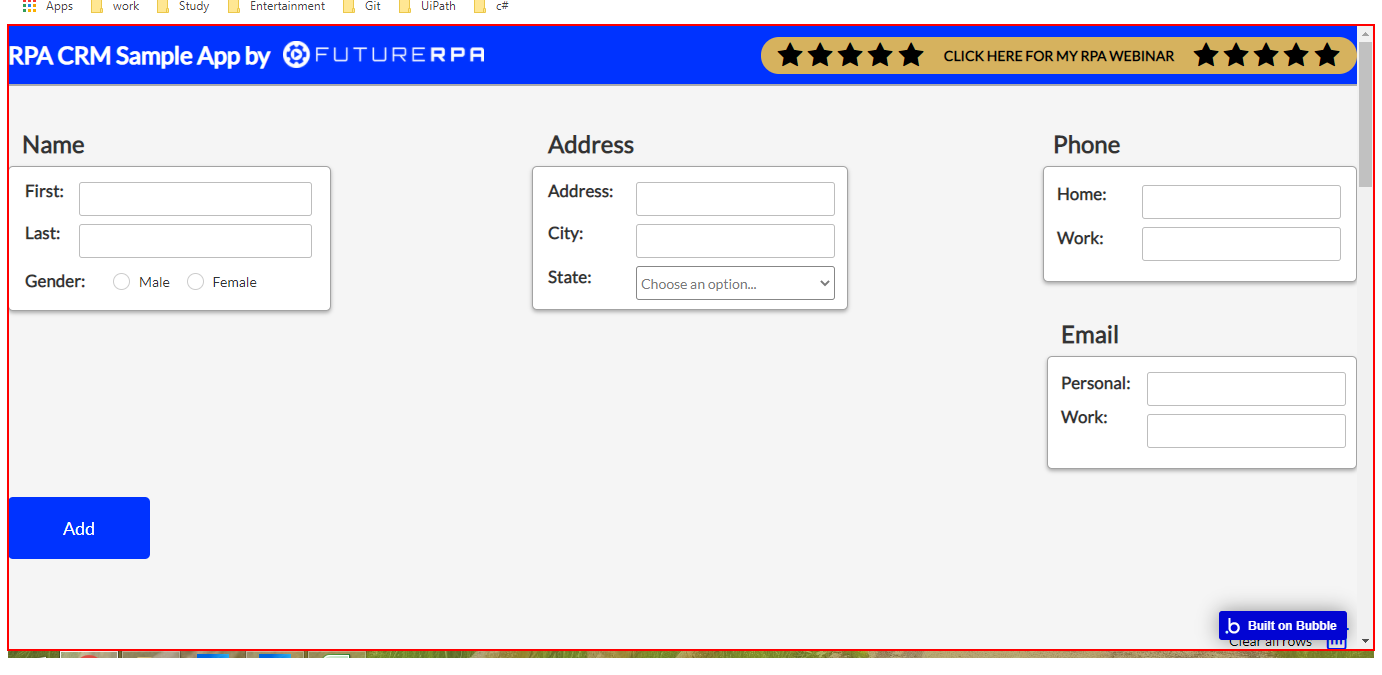 Apps work Study Entertainment Git UiPath c#
RPA CRM Sample App by FUTURERPA CLICK HERE FOR MY RPA WEBINAR
Name
First:
Last:
Gender: Male Female
Address
Address:
City:
State: Choose an option...
Phone
Home:
Work:
Email
Personal:
Work:
Add
.b Built on Bubble
Clear all rows